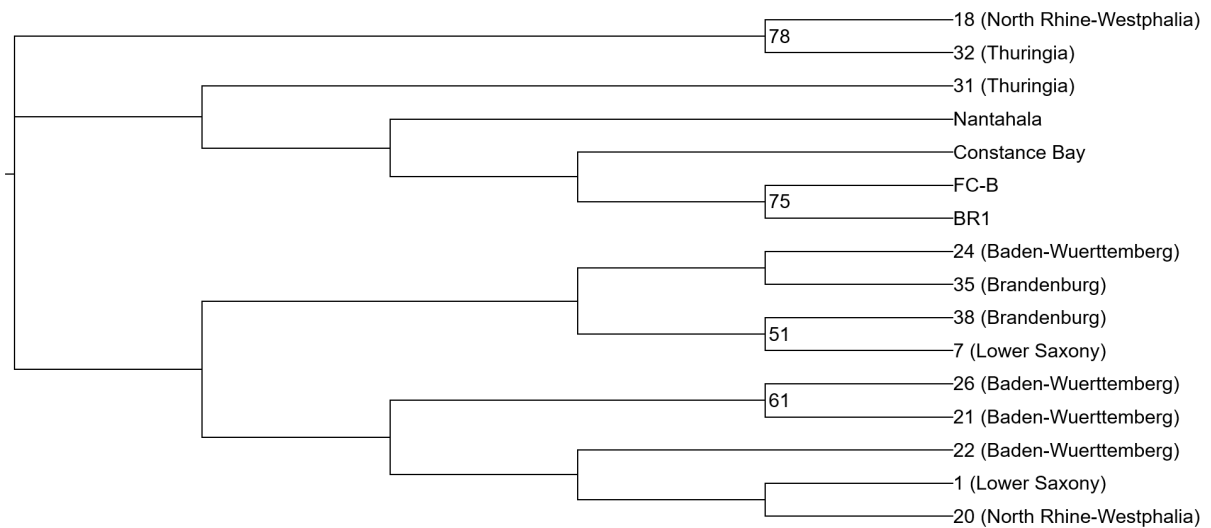 18 (North Rhine-Westphalia)
78
32 (Thuringia)
31 (Thuringia)
Nantahala
Constance Bay
FC-B
75
BR1
24 (Baden-Wuerttemberg)
35 (Brandenburg)
38 (Brandenburg)
51
7 (Lower Saxony)
26 (Baden-Wuerttemberg)
61
21 (Baden-Wuerttemberg)
22 (Baden-Wuerttemberg)
1 (Lower Saxony)
20 (North Rhine-Westphalia)